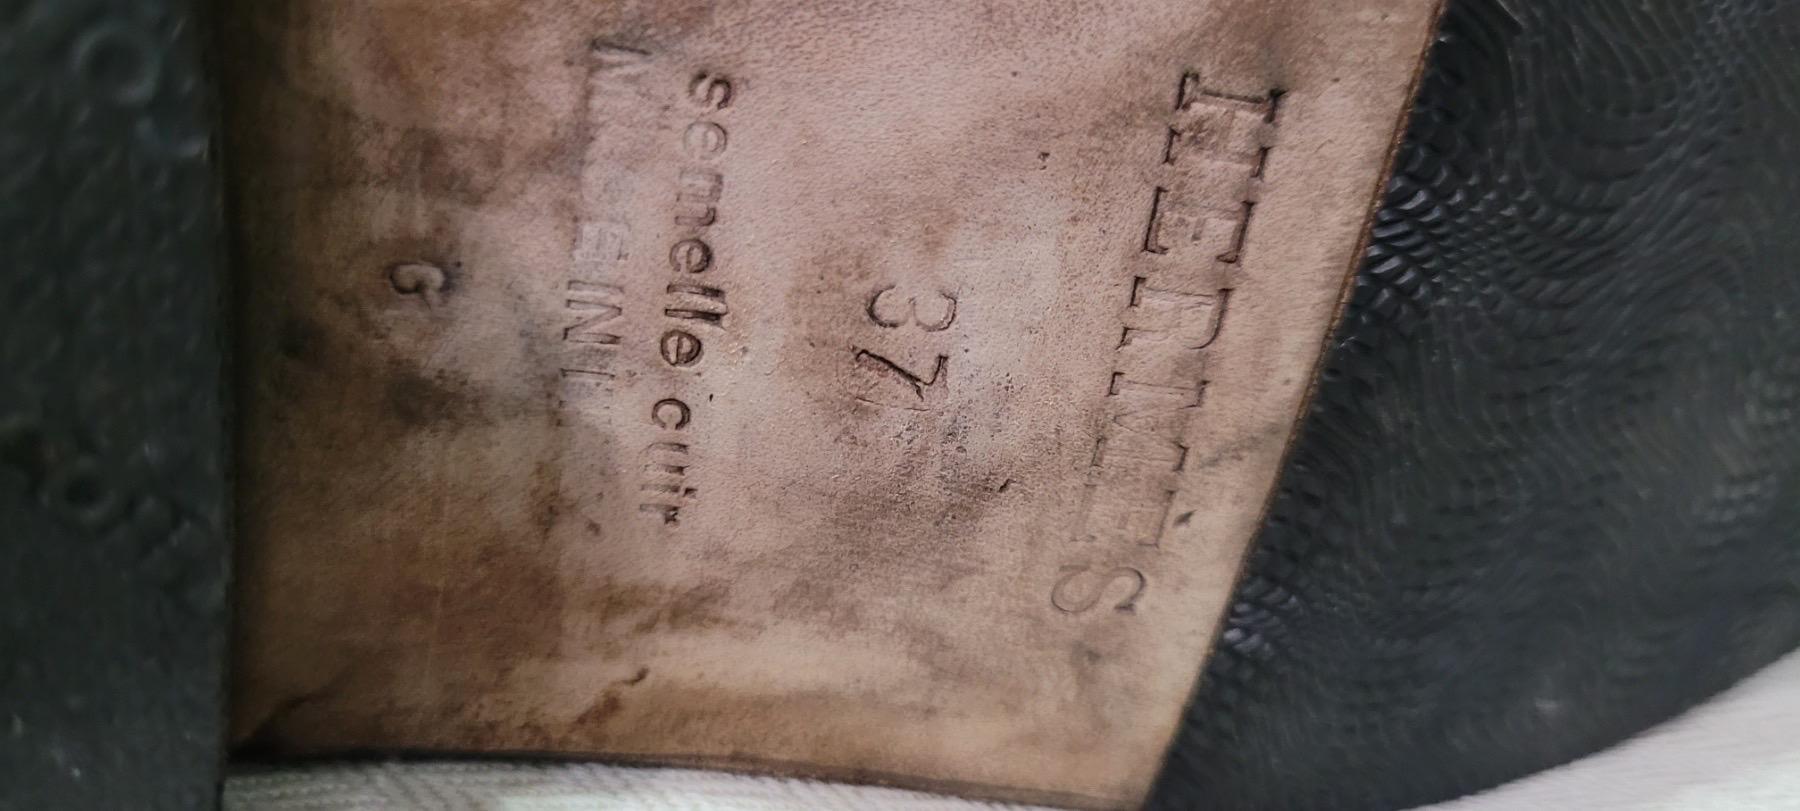 HERMES
37
semelle cuir
G